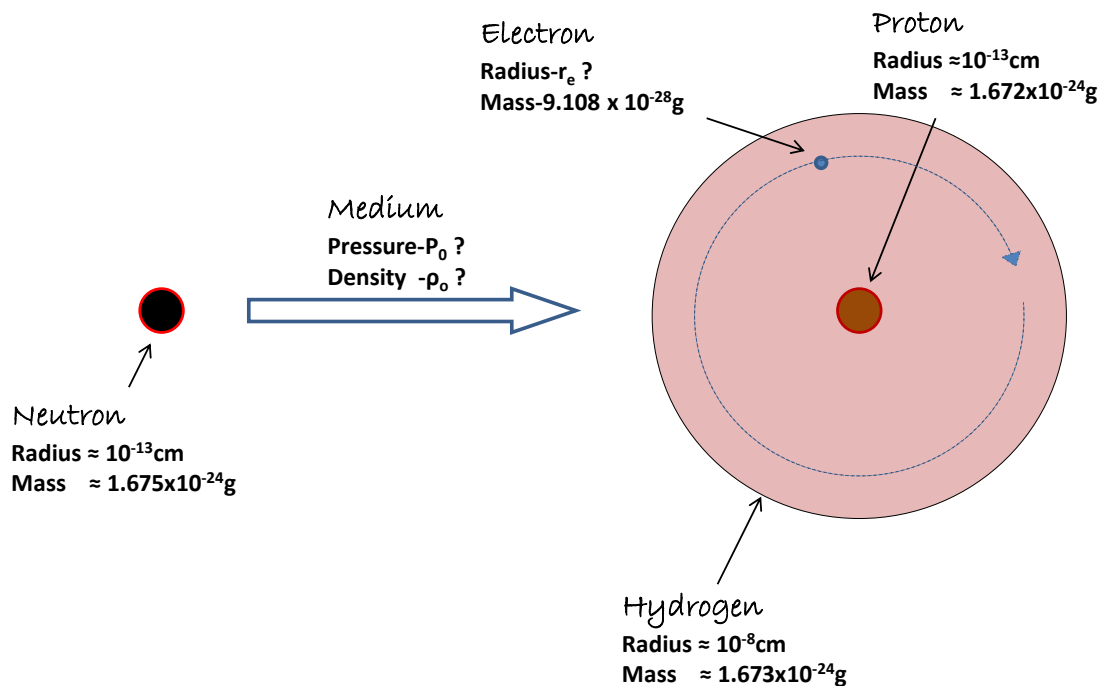 Electron
Radius-rₑ ?
Mass-9.108 x 10⁻²⁸g
Proton
Radius ≈10⁻¹³cm
Mass ≈ 1.672x10⁻²⁴g
Medium
Pressure-P₀ ?
Density -ρₒ ?
Neutron
Radius ≈ 10⁻¹³cm
Mass ≈ 1.675x10⁻²⁴g
Hydrogen
Radius ≈ 10⁻⁸cm
Mass ≈ 1.673x10⁻²⁴g